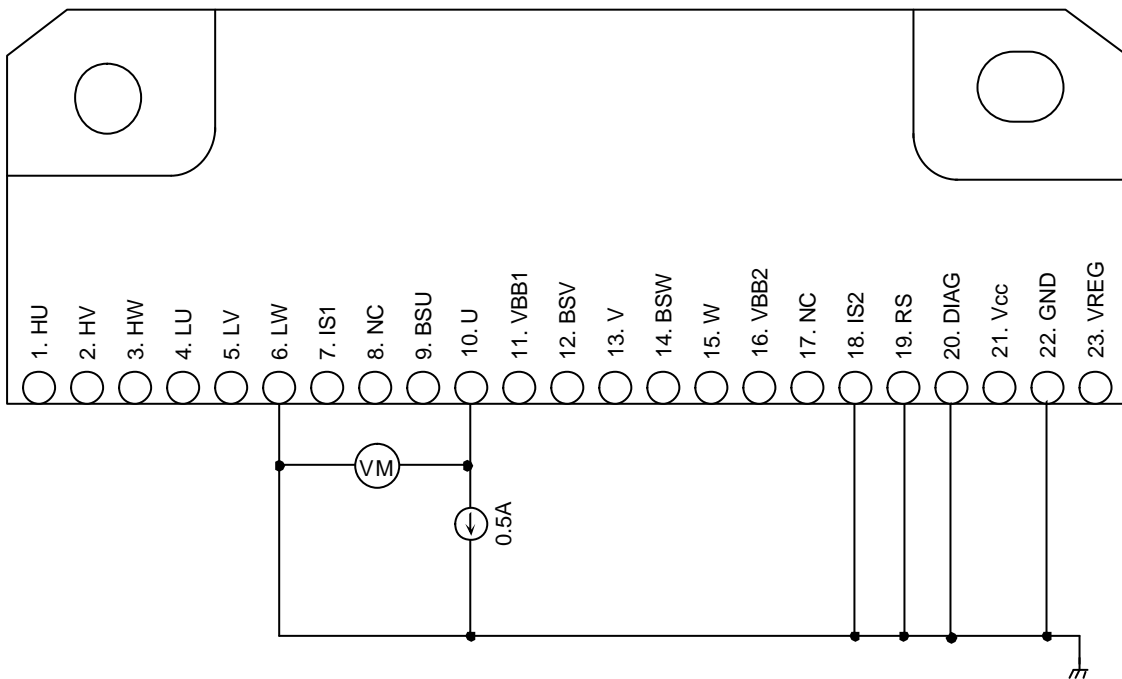 1. HU
2. HV
3. HW
4. LU
5. LV
6. LW
7. IS1
8. NC
9. BSU
10. U
11. VBB1
12. BSV
13. V
14. BSW
15. W
16. VBB2
17. NC
18. IS2
19. RS
20. DIAG
21. Vcc
22. GND
23. VREG
VM
0.5A